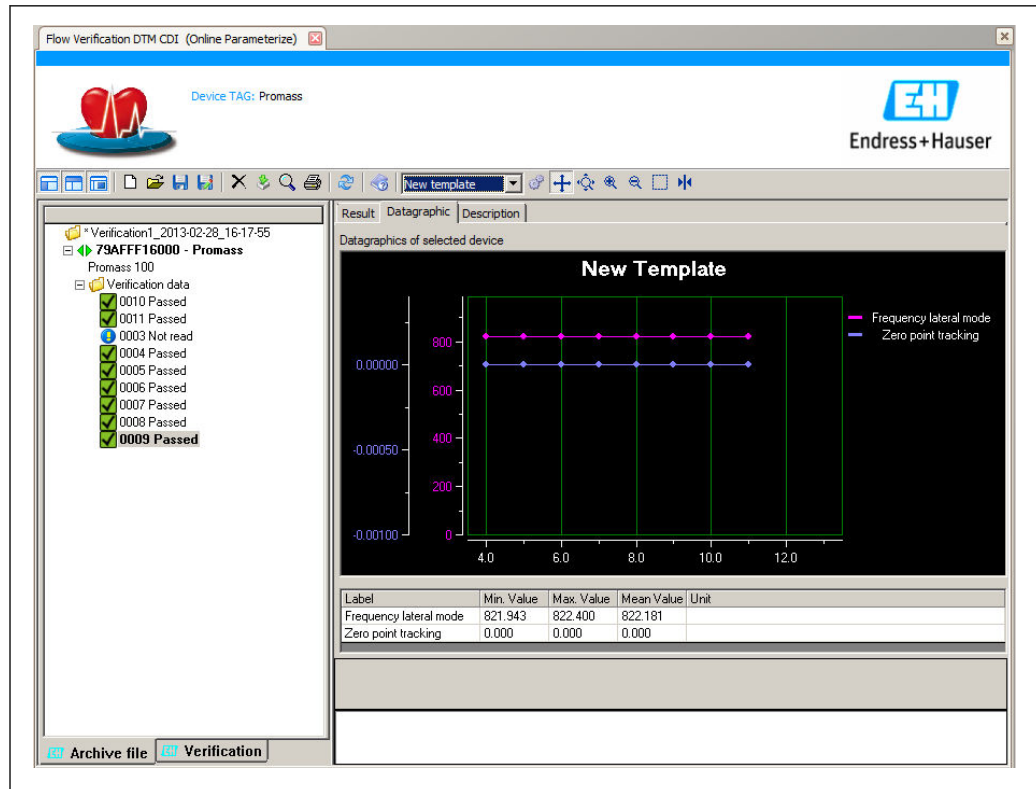 Flow Verification DTM CDI (Online Parameterize)
Device TAG: Promass
EH
Endress+Hauser
New template
Result Datagraphic Description
* Verification1_2013-02-28_16-17-55
79AFFF16000 - Promass
Promass 100
Verification data
0010 Passed
0011 Passed
0003 Not read
0004 Passed
0005 Passed
0006 Passed
0007 Passed
0008 Passed
0009 Passed
Datagraphics of selected device
New Template
Frequency lateral mode
Zero point tracking
0.00000
-0.00050
-0.00100
800
600
400
200
0
4.0 6.0 8.0 10.0 12.0
Label Min. Value Max. Value Mean Value Unit
Frequency lateral mode 821.943 822.400 822.181
Zero point tracking 0.000 0.000 0.000
EH Archive file EH Verification